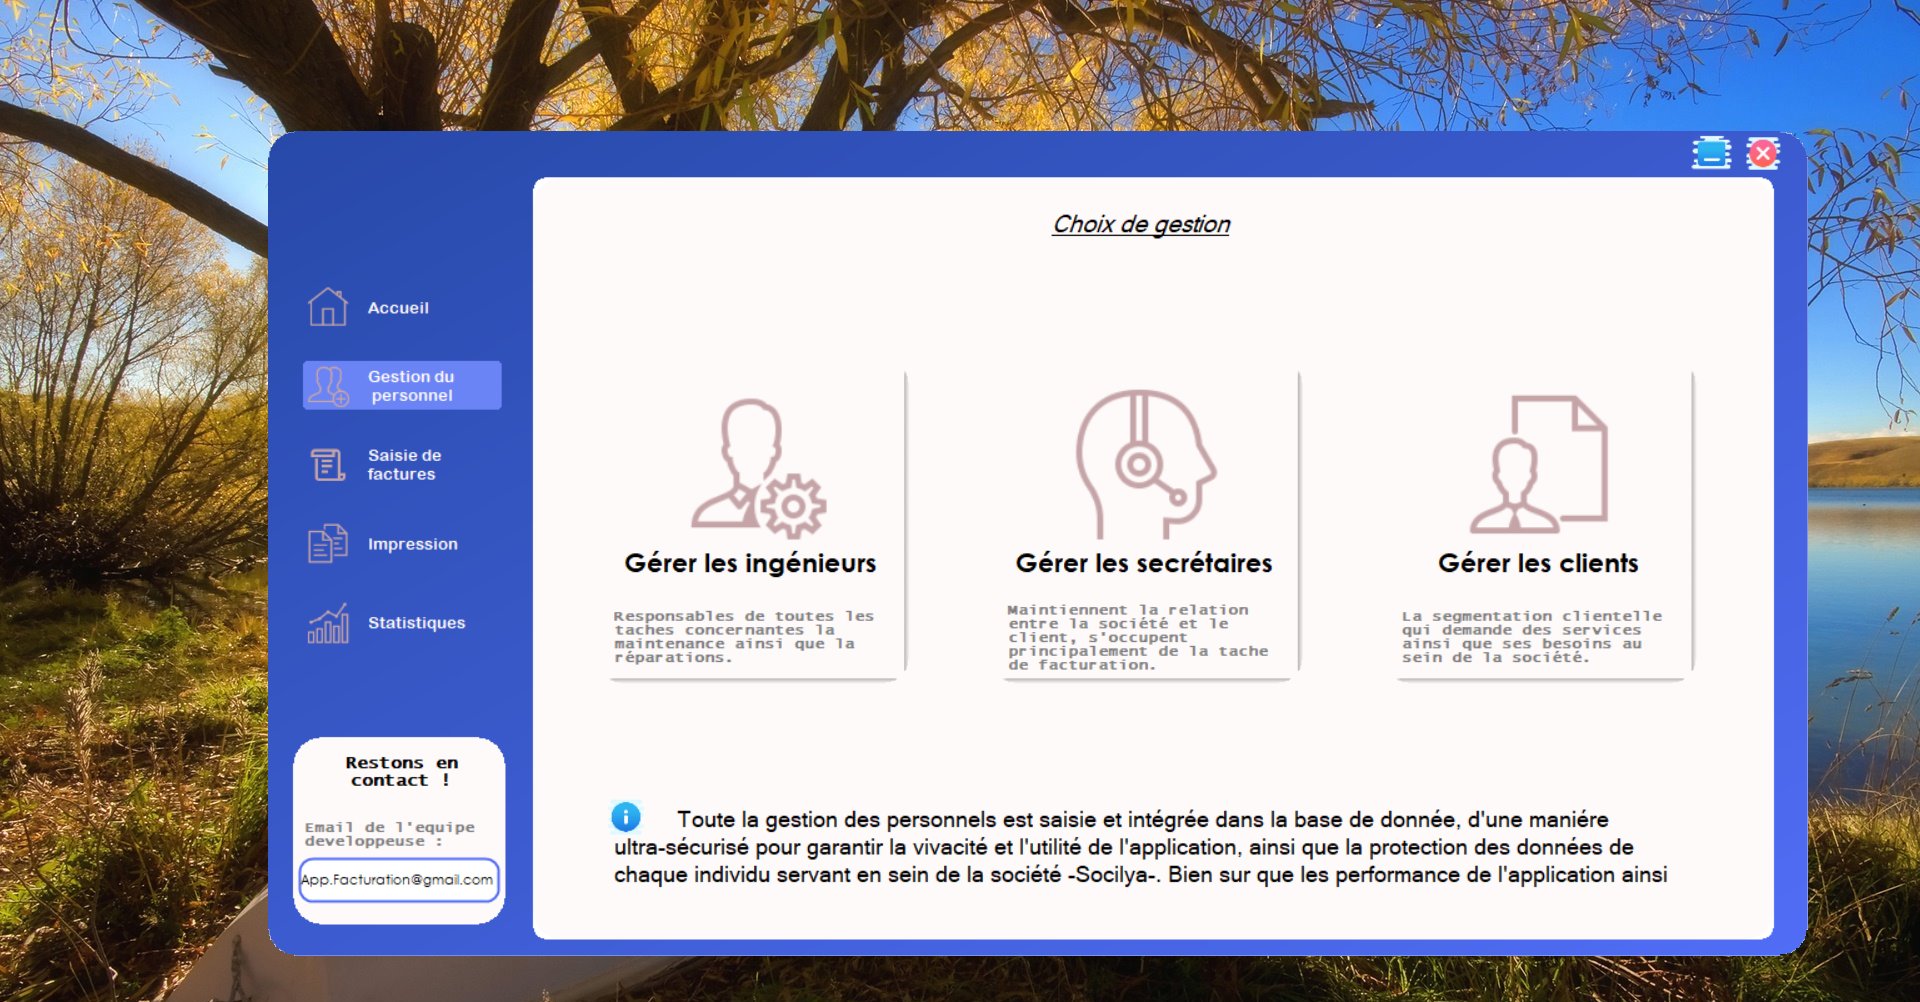 Choix de gestion
Accueil
Gestion du
personnel
Saisie de
factures
Impression
Statistiques
Gérer les ingénieurs
Responsables de toutes les
taches concernantes la
maintenance ainsi que la
réparations.
Gérer les secrétaires
Maintiennent la relation
entre la société et le
client, s'occupent
principalement de la tache
de facturation.
Gérer les clients
La segmentation clientelle
qui demande des services
ainsi que ses besoins au
sein de la société.
Restons en
contact !
Email de l'equipe
developpeuse :
App.Facturation@gmail.com
Toute la gestion des personnels est saisie et intégrée dans la base de donnée, d'une maniére
ultra-sécurisé pour garantir la vivacité et l'utilité de l'application, ainsi que la protection des données de
chaque individu servant en sein de la société -Socilya-. Bien sur que les performance de l'application ainsi